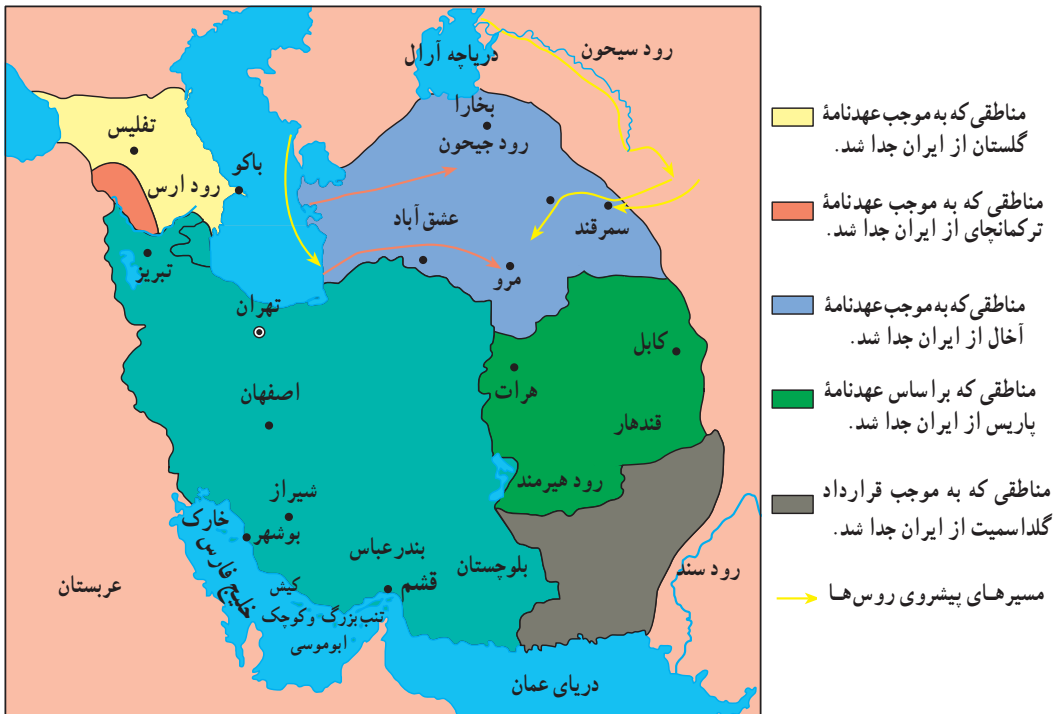 دریاچه آرال
رود سیحون
بخارا
رود جیحون
تفلیس
باکو
رود ارس
عشق‌آباد
سمرقند
مرو
تبریز
تهران
کابل
هرات
اصفهان
قندهار
رود هیرمند
شیراز
خارک
بوشهر
خلیج فارس
بندرعباس
بلوچستان
قشم
کیش
تنب بزرگ و کوچک
ابوموسی
عربستان
رود سند
دریای عمان
مناطقی که به موجب عهدنامهٔ
گلستان از ایران جدا شد.
مناطقی که به موجب عهدنامهٔ
ترکمانچای از ایران جدا شد.
مناطقی که به موجب عهدنامهٔ
آخال از ایران جدا شد.
مناطقی که براساس عهدنامهٔ
پاریس از ایران جدا شد.
مناطقی که به موجب قرارداد
گلداسمیت از ایران جدا شد.
مسیرهای پیشروی روس‌ها